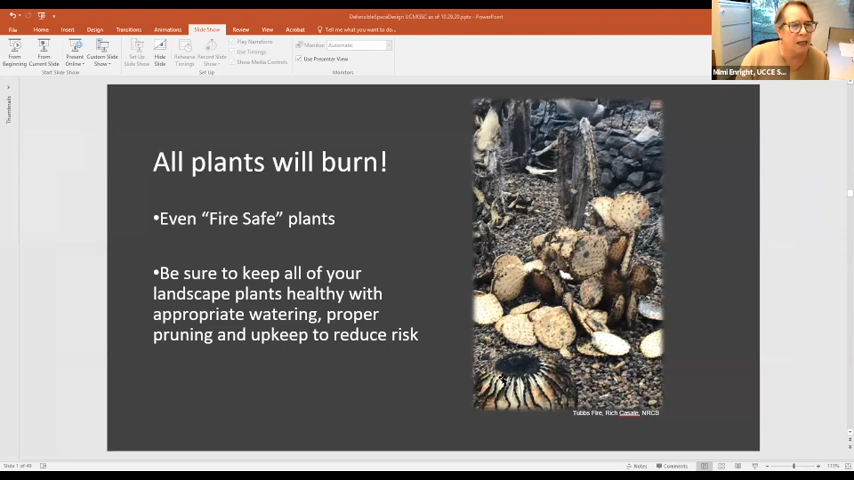 DefensibleSpaceDesign UCMGSC as of 10.26.20.pptx - PowerPoint
File
Home
Insert
Design
Transitions
Animations
Slide Show
Review
View
Acrobat
Tell me what you want to do...
From Beginning
From Current Slide
Present Online
Custom Slide Show
Set Up Slide Show
Hide Slide
Rehearse Timings
Record Slide Show
Play Narrations
Use Timings
Show Media Controls
Monitor: Automatic
Use Presenter View
Start Slide Show
Set Up
Monitors
Mimi Enright, UCCE S...
Thumbnails
All plants will burn!
•Even “Fire Safe” plants
•Be sure to keep all of your
landscape plants healthy with
appropriate watering, proper
pruning and upkeep to reduce risk
Tubbs Fire, Rich Casale, NRCS
Slide 1 of 49
Notes
Comments